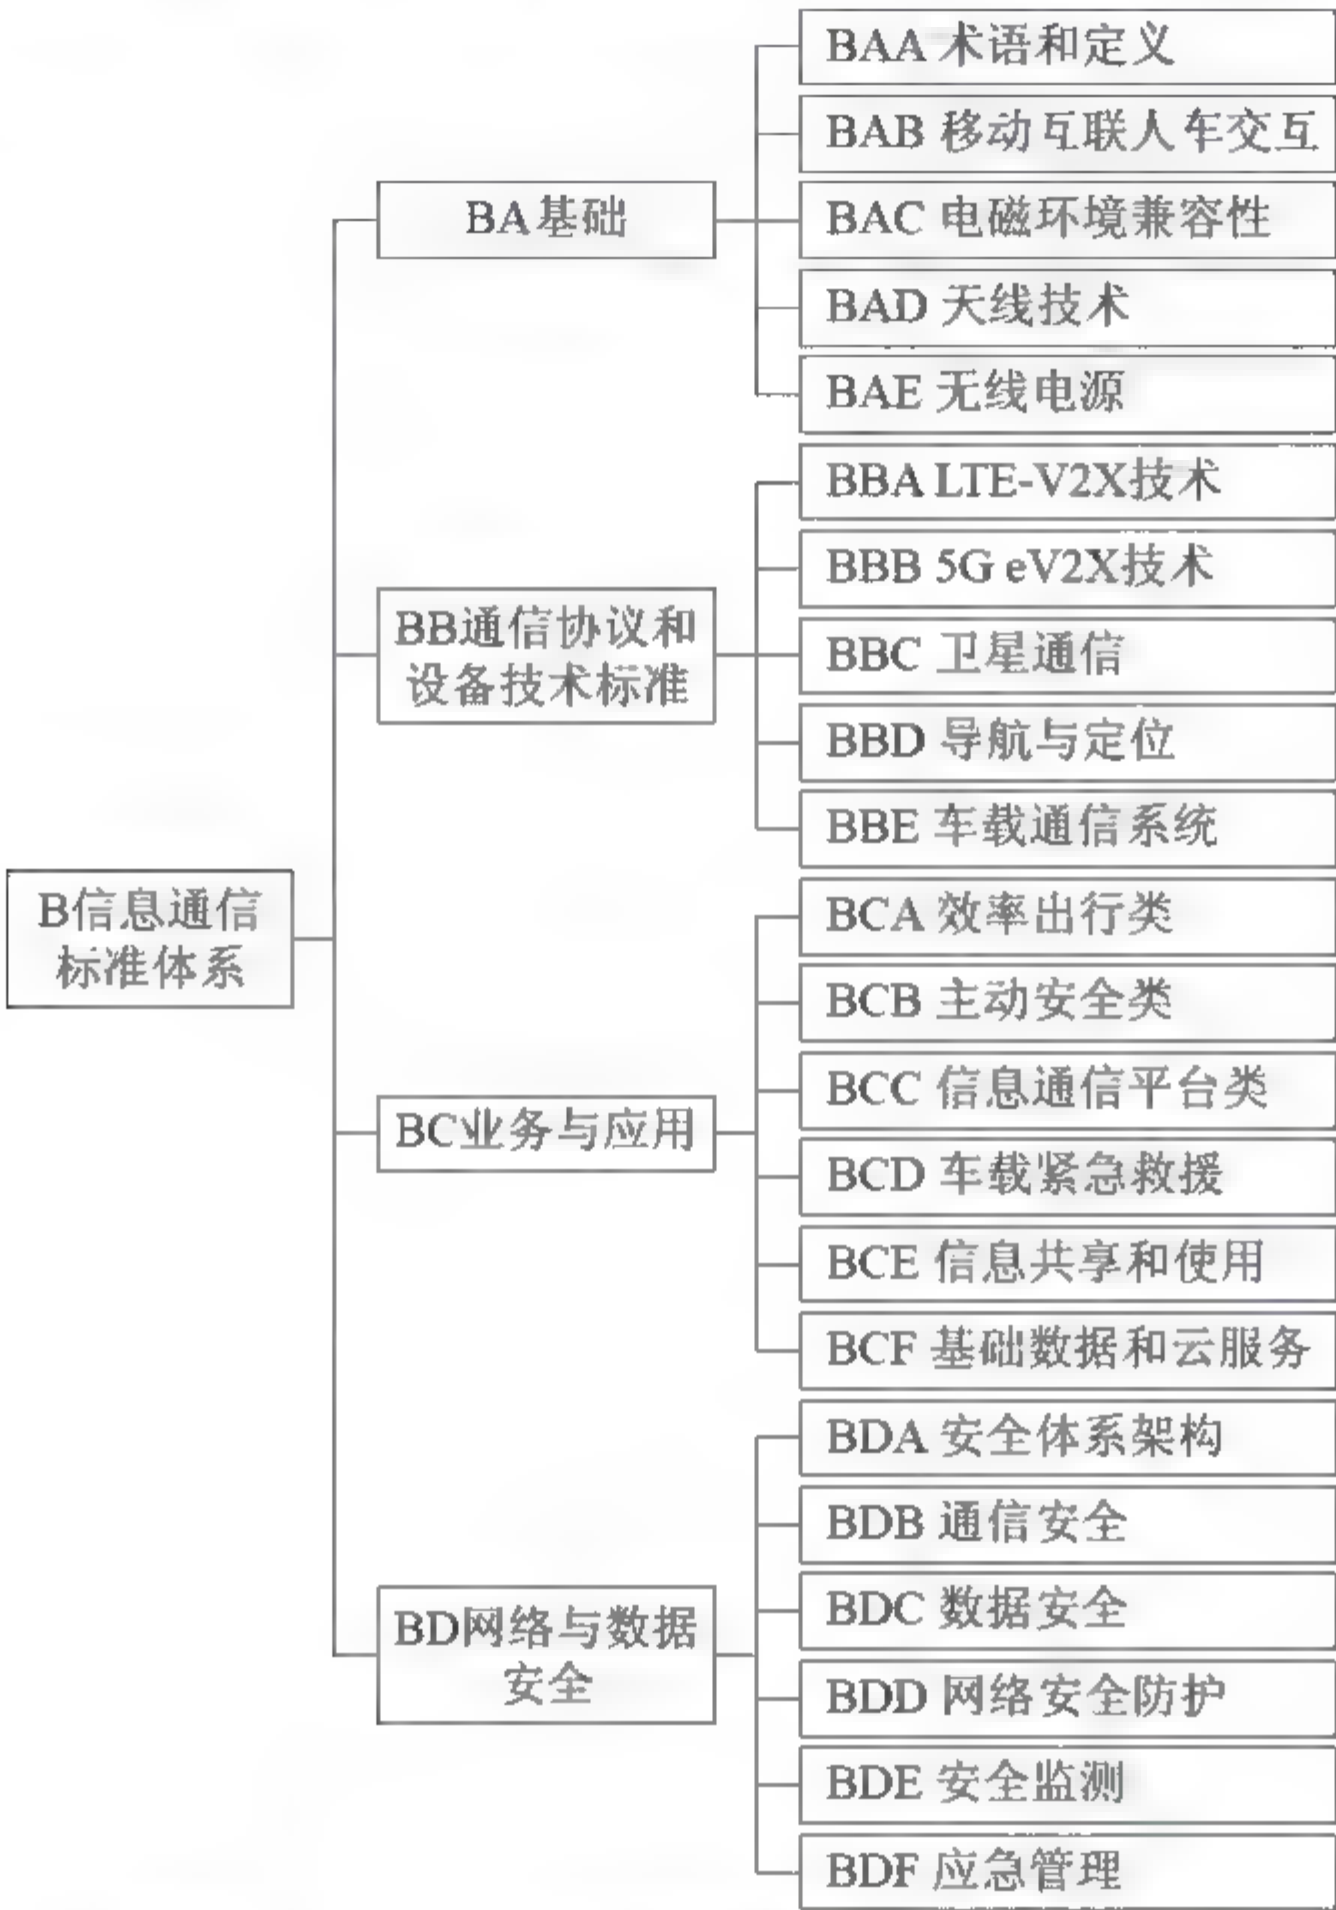 B信息通信
标准体系
BA基础
BAA 术语和定义
BAB 移动互联人车交互
BAC 电磁环境兼容性
BAD 天线技术
BAE 无线电源
BB通信协议和
设备技术标准
BBA LTE-V2X技术
BBB 5G eV2X技术
BBC 卫星通信
BBD 导航与定位
BBE 车载通信系统
BC业务与应用
BCA 效率出行类
BCB 主动安全类
BCC 信息通信平台类
BCD 车载紧急救援
BCE 信息共享和使用
BCF 基础数据和云服务
BD网络与数据
安全
BDA 安全体系架构
BDB 通信安全
BDC 数据安全
BDD 网络安全防护
BDE 安全监测
BDF 应急管理